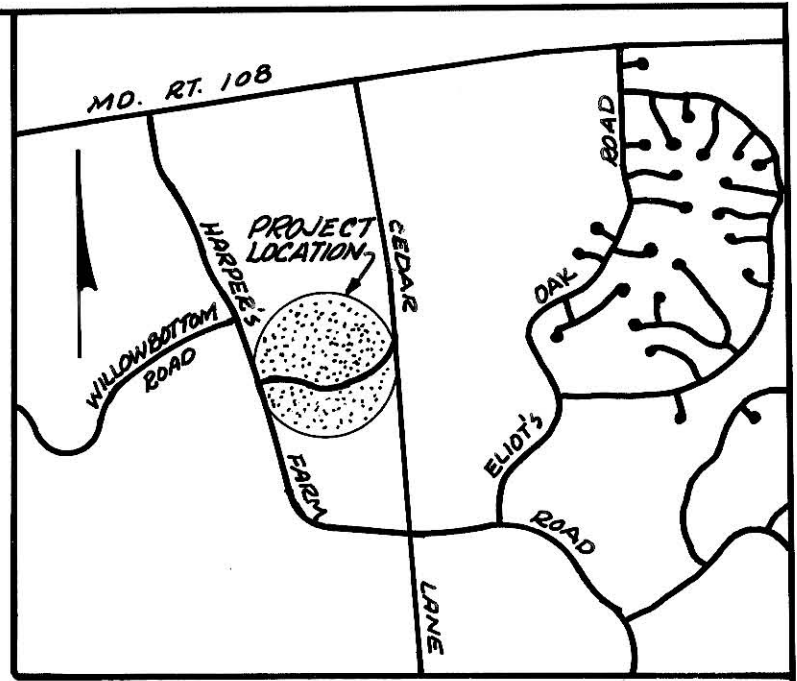 MD. RT. 108
ROAD
HARPER'S
PROJECT
LOCATION
CEDAR
OAK
WILLOWBOTTOM
ROAD
ELIOT'S
FARM
ROAD
LANE